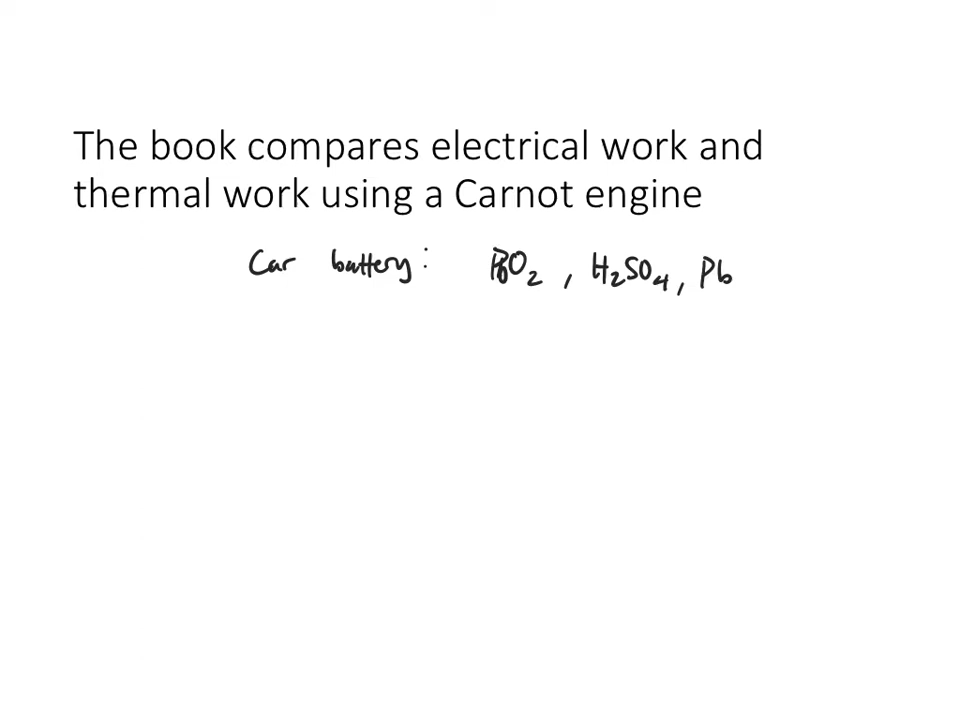 The book compares electrical work and
thermal work using a Carnot engine
Car battery: PbO2, H2SO4, Pb